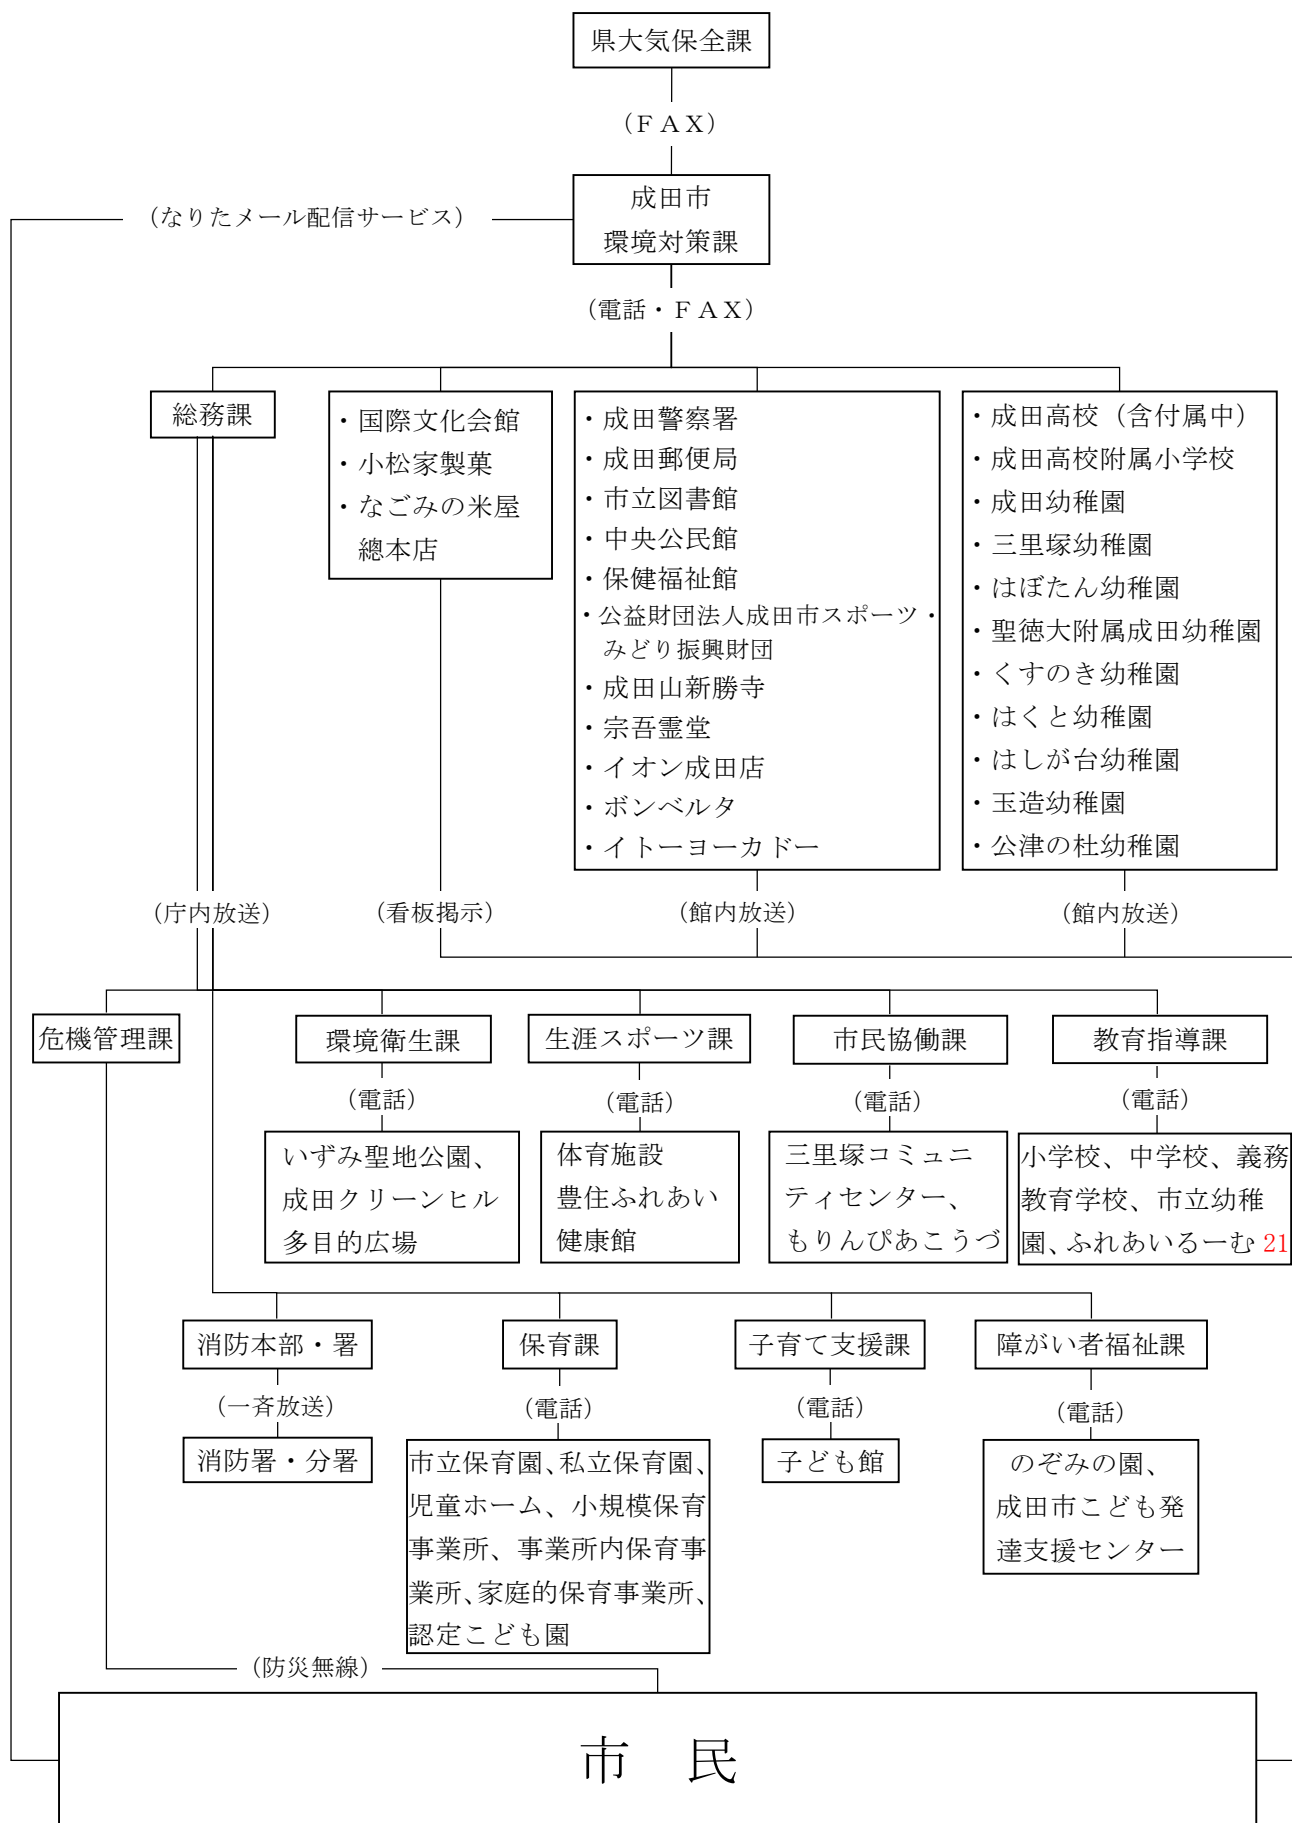 県大気保全課
（ＦＡＸ）
成田市
環境対策課
（なりたメール配信サービス）
（電話・ＦＡＸ）
総務課
・国際文化会館
・小松家製菓
・なごみの米屋
總本店
・成田警察署
・成田郵便局
・市立図書館
・中央公民館
・保健福祉館
・公益財団法人成田市スポーツ・
みどり振興財団
・成田山新勝寺
・宗吾霊堂
・イオン成田店
・ボンベルタ
・イトーヨーカドー
・成田高校（含付属中）
・成田高校附属小学校
・成田幼稚園
・三里塚幼稚園
・はぼたん幼稚園
・聖徳大附属成田幼稚園
・くすのき幼稚園
・はくと幼稚園
・はしが台幼稚園
・玉造幼稚園
・公津の杜幼稚園
（庁内放送）
（看板掲示）
（館内放送）
（館内放送）
危機管理課
環境衛生課
生涯スポーツ課
市民協働課
教育指導課
（電話）
（電話）
（電話）
（電話）
いずみ聖地公園、
成田クリーンヒル
多目的広場
体育施設
豊住ふれあい
健康館
三里塚コミュニ
ティセンター、
もりんぴあこうづ
小学校、中学校、義務
教育学校、市立幼稚
園、ふれあいるーむ 21
消防本部・署
保育課
子育て支援課
障がい者福祉課
（一斉放送）
（電話）
（電話）
（電話）
消防署・分署
市立保育園、私立保育園、
児童ホーム、小規模保育
事業所、事業所内保育事
業所、家庭的保育事業所、
認定こども園
子ども館
のぞみの園、
成田市こども発
達支援センター
（防災無線）
市　民